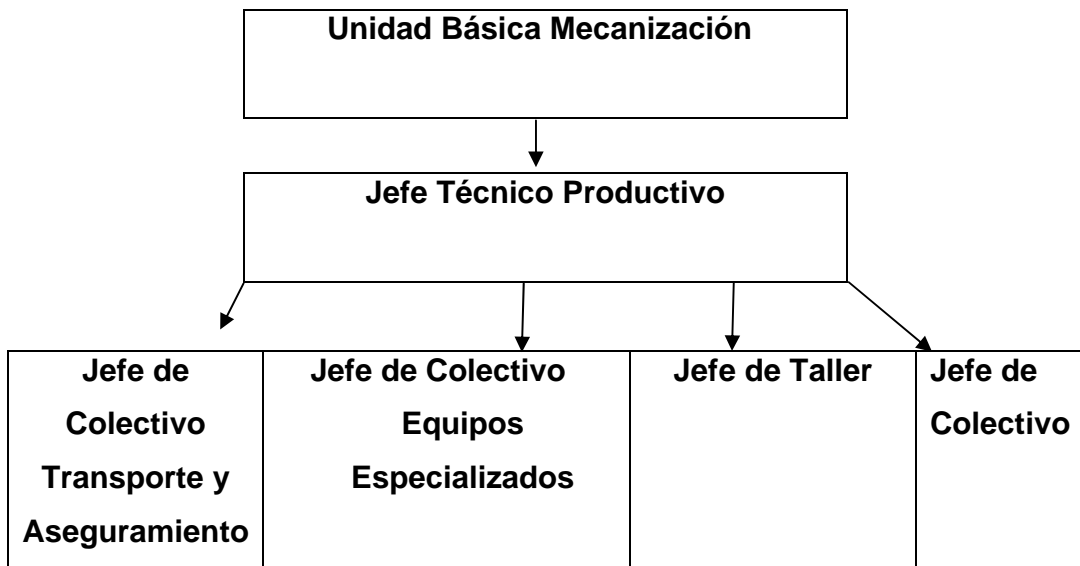 Unidad Básica Mecanización
Jefe Técnico Productivo
Jefe de
Colectivo
Transporte y
Aseguramiento
Jefe de Colectivo
Equipos
Especializados
Jefe de Taller
Jefe de
Colectivo